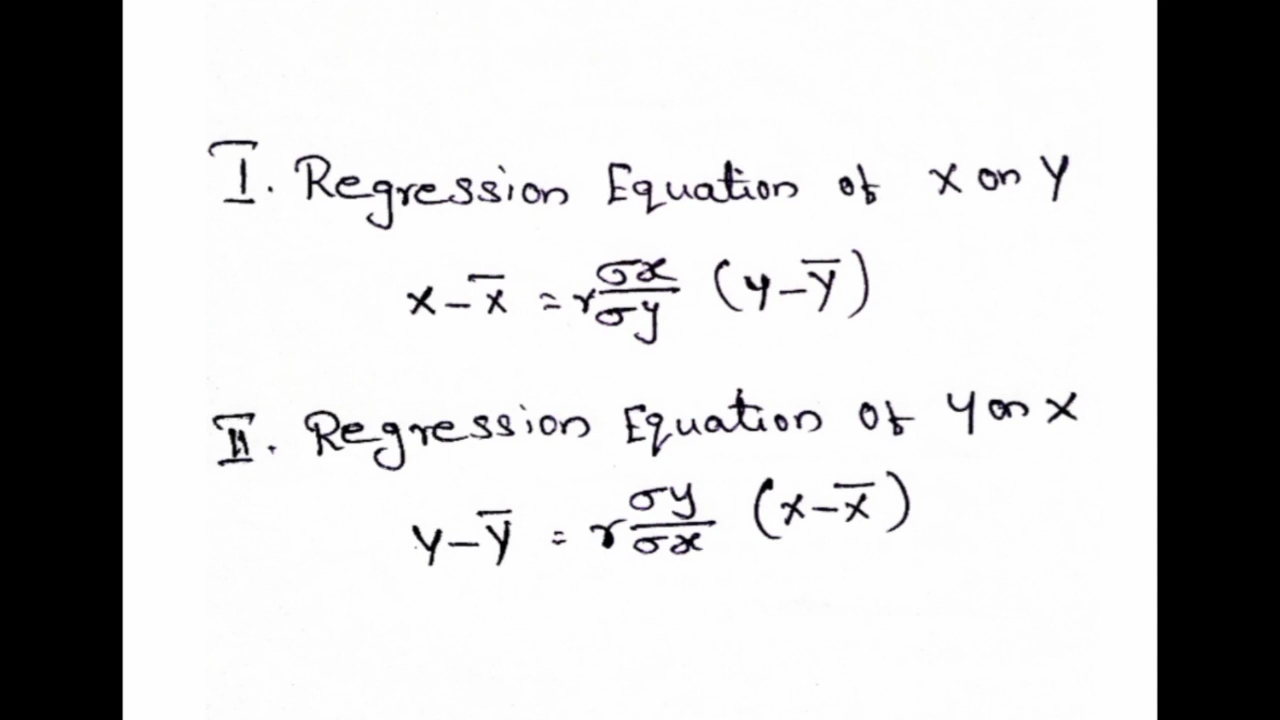 I. Regression Equation of X on Y
x - x̄ = r σx/σy (y - ȳ)
II. Regression Equation of Y on X
y - ȳ = r σy/σx (x - x̄)